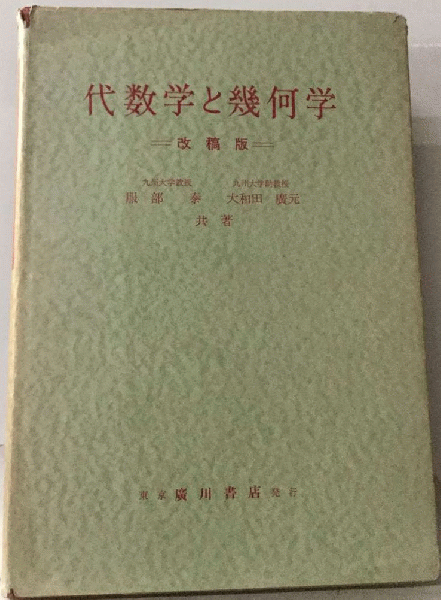 代数学と幾何学
改稿版
九州大学教授 九州大学助教授
服部 泰 大和田 廣元
共著
東京 廣川書店 発行